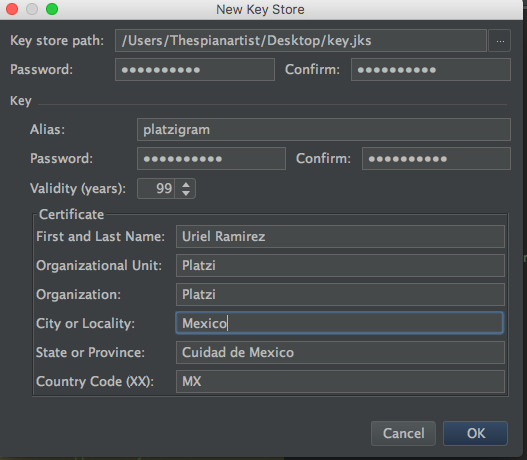 New Key Store
Key store path: /Users/Thespianartist/Desktop/key.jks ...
Password: •••••••••• Confirm: ••••••••••
Key
Alias: platzigram
Password: •••••••••• Confirm: ••••••••••
Validity (years): 99
Certificate
First and Last Name: Uriel Ramirez
Organizational Unit: Platzi
Organization: Platzi
City or Locality: Mexico
State or Province: Cuidad de Mexico
Country Code (XX): MX
Cancel OK